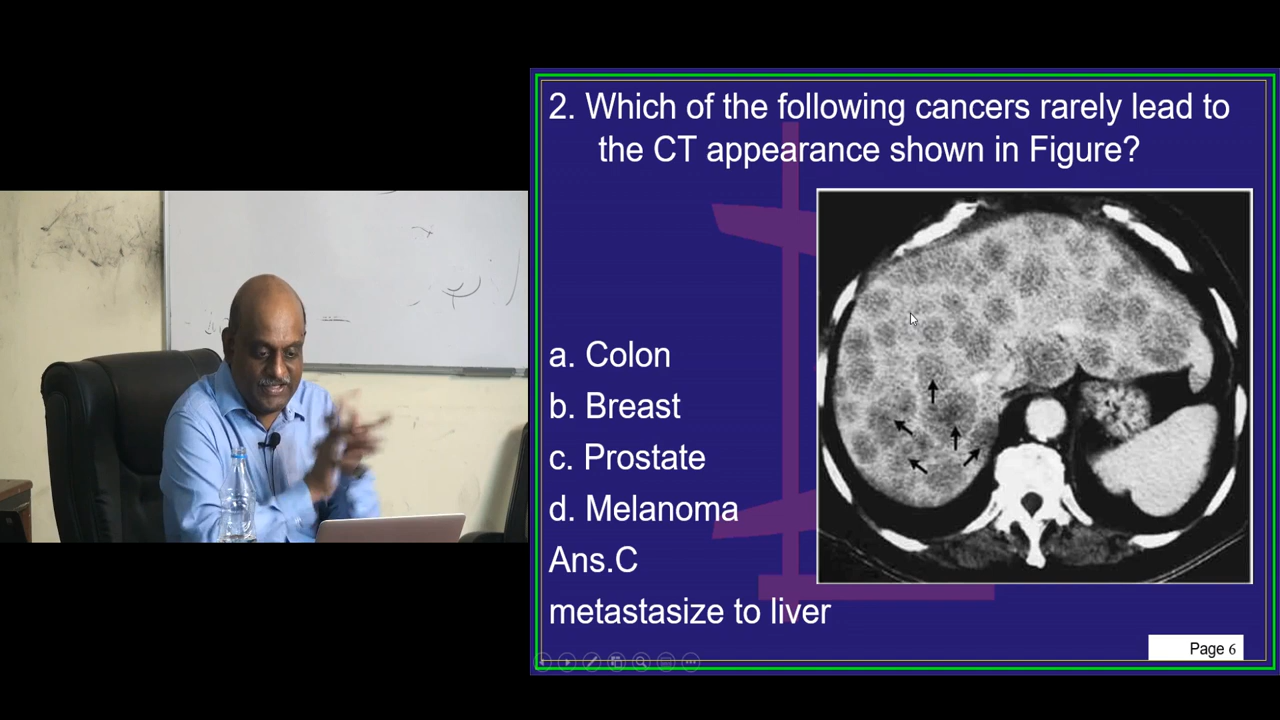 2. Which of the following cancers rarely lead to
the CT appearance shown in Figure?
a. Colon
b. Breast
c. Prostate
d. Melanoma
Ans.C
metastasize to liver
Page 6